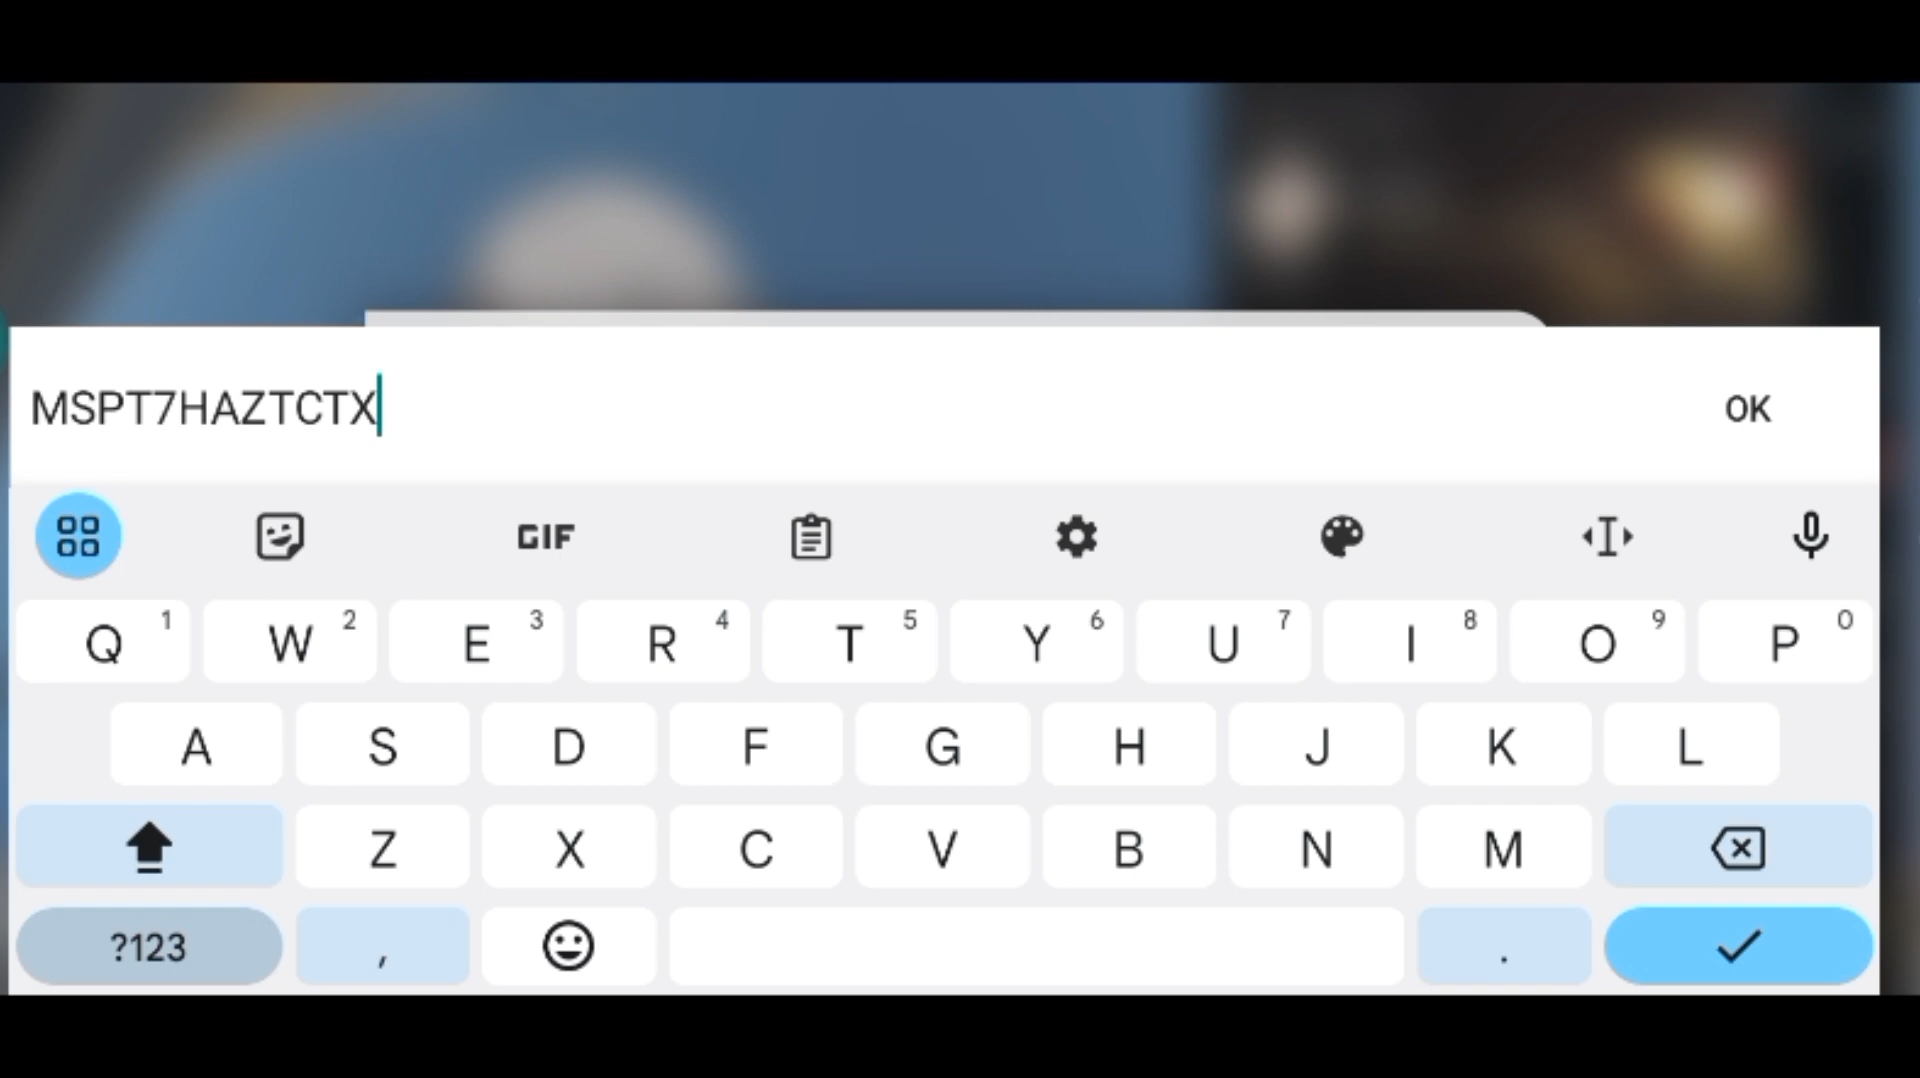 MSPT7HAZTCTX OK
GIF
Q 1 W 2 E 3 R 4 T 5 Y 6 U 7 I 8 O 9 P 0
A S D F G H J K L
Z X C V B N M
?123 , .